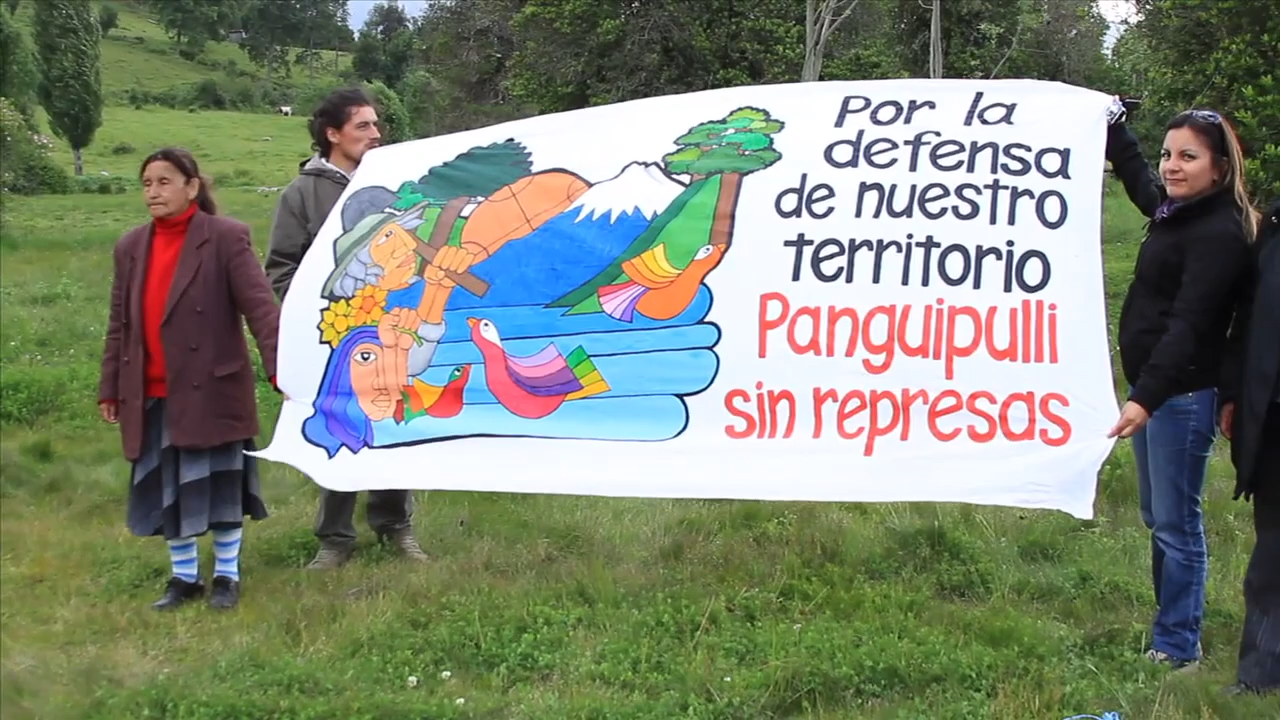 Por la
defensa
de nuestro
territorio
Panguipulli
sin represas